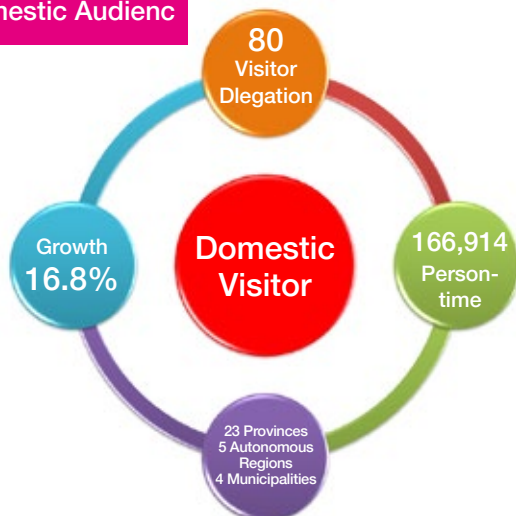 nestic Audienc
80
Visitor
Dlegation
Growth
16.8%
Domestic
Visitor
166,914
Person-
time
23 Provinces
5 Autonomous
Regions
4 Municipalities